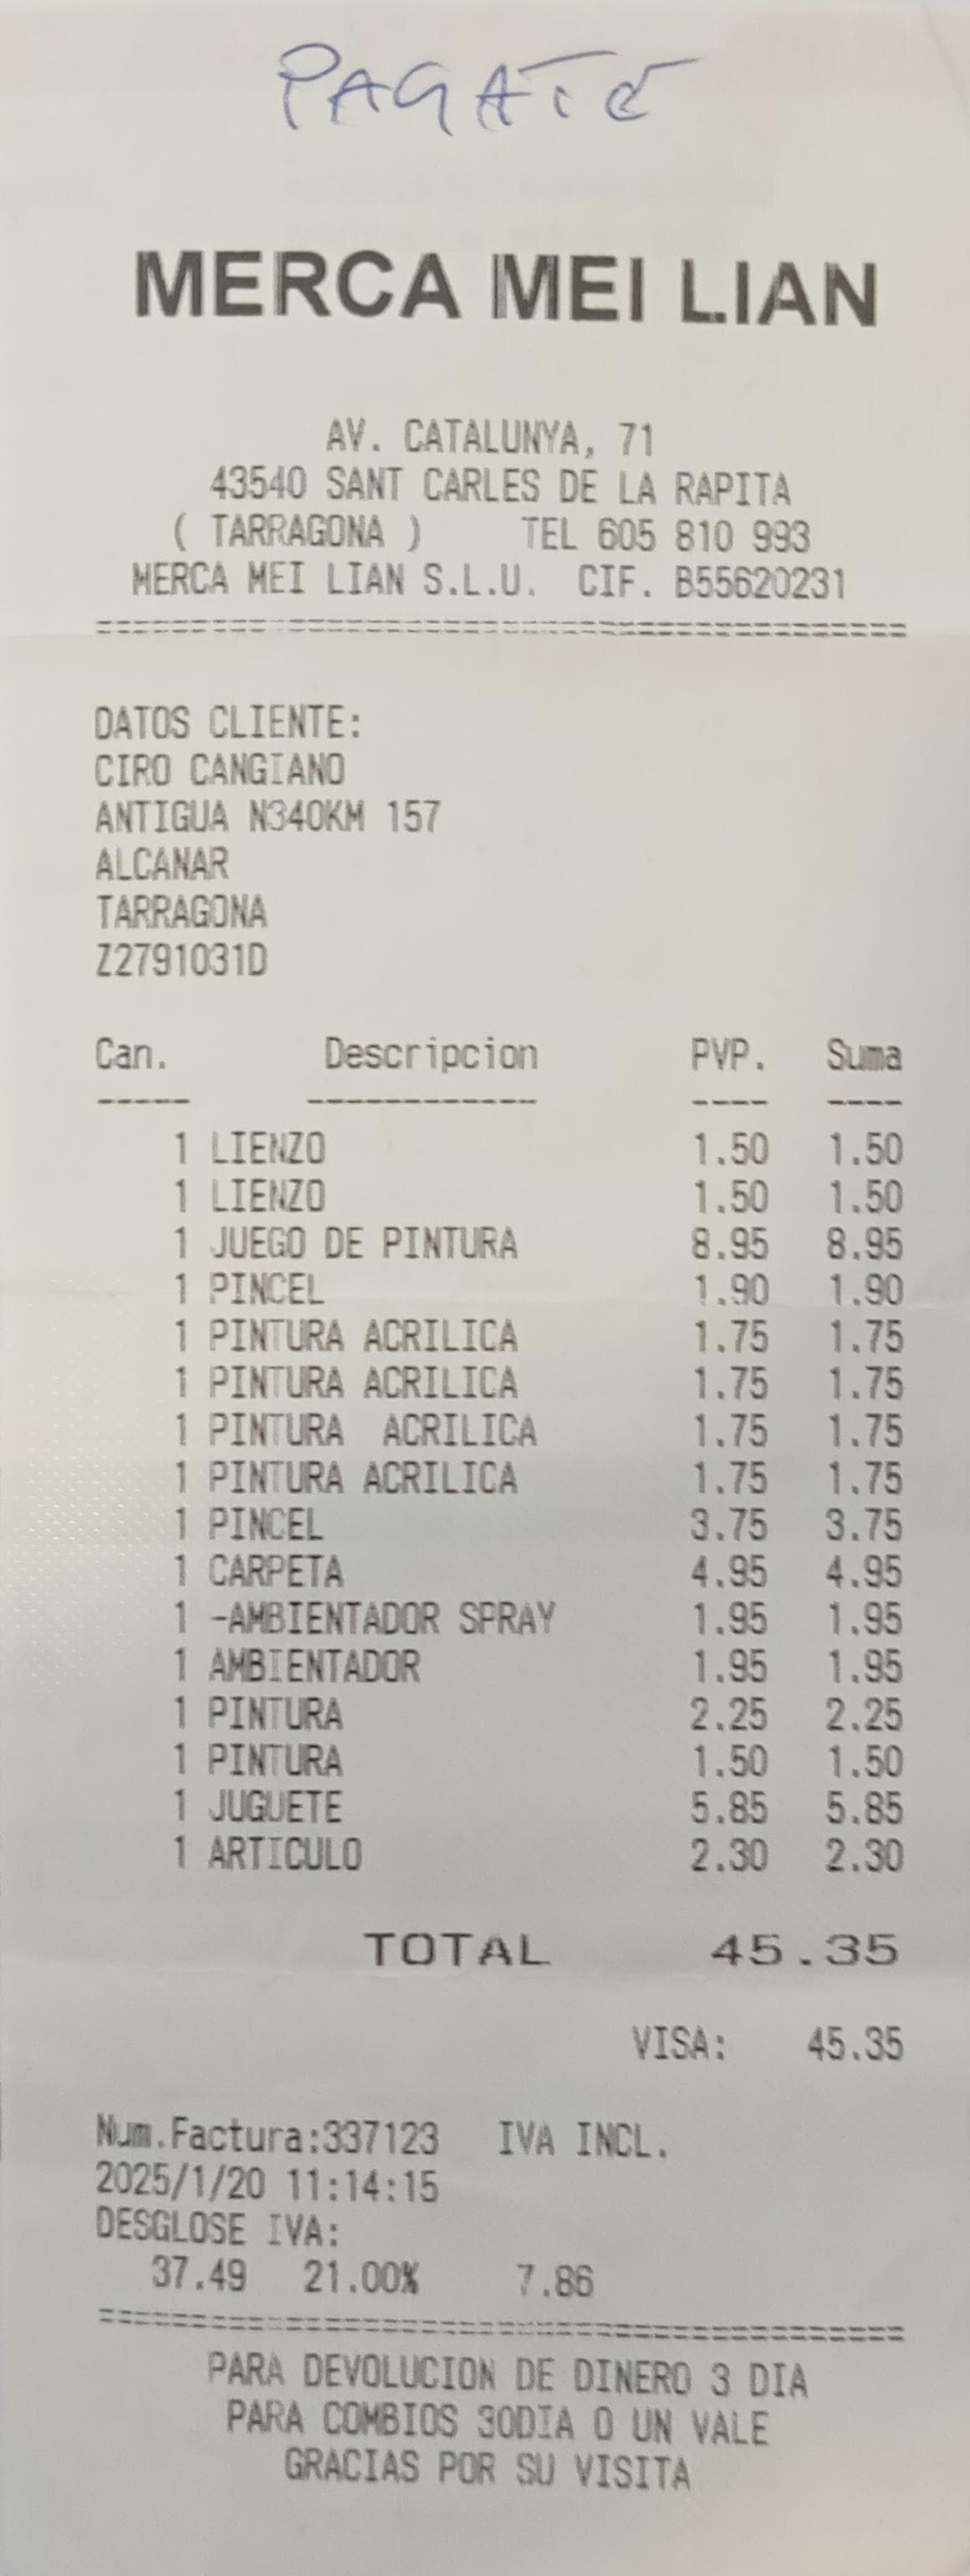 PAGATE
MERCA MEI LIAN
AV. CATALUNYA, 71
43540 SANT CARLES DE LA RAPITA
( TARRAGONA ) TEL 605 810 993
MERCA MEI LIAN S.L.U. CIF. B55620231
==========================================
DATOS CLIENTE:
CIRO CANGIANO
ANTIGUA N340KM 157
ALCANAR
TARRAGONA
Z2791031D
Can. Descripcion PVP. Suma
----- ------------ ---- ----
1 LIENZO 1.50 1.50
1 LIENZO 1.50 1.50
1 JUEGO DE PINTURA 8.95 8.95
1 PINCEL 1.90 1.90
1 PINTURA ACRILICA 1.75 1.75
1 PINTURA ACRILICA 1.75 1.75
1 PINTURA ACRILICA 1.75 1.75
1 PINTURA ACRILICA 1.75 1.75
1 PINCEL 3.75 3.75
1 CARPETA 4.95 4.95
1 -AMBIENTADOR SPRAY 1.95 1.95
1 AMBIENTADOR 1.95 1.95
1 PINTURA 2.25 2.25
1 PINTURA 1.50 1.50
1 JUGUETE 5.85 5.85
1 ARTICULO 2.30 2.30
TOTAL 45.35
VISA: 45.35
Num.Factura:337123 IVA INCL.
2025/1/20 11:14:15
DESGLOSE IVA:
37.49 21.00% 7.86
==========================================
PARA DEVOLUCION DE DINERO 3 DIA
PARA COMBIOS 30DIA O UN VALE
GRACIAS POR SU VISITA